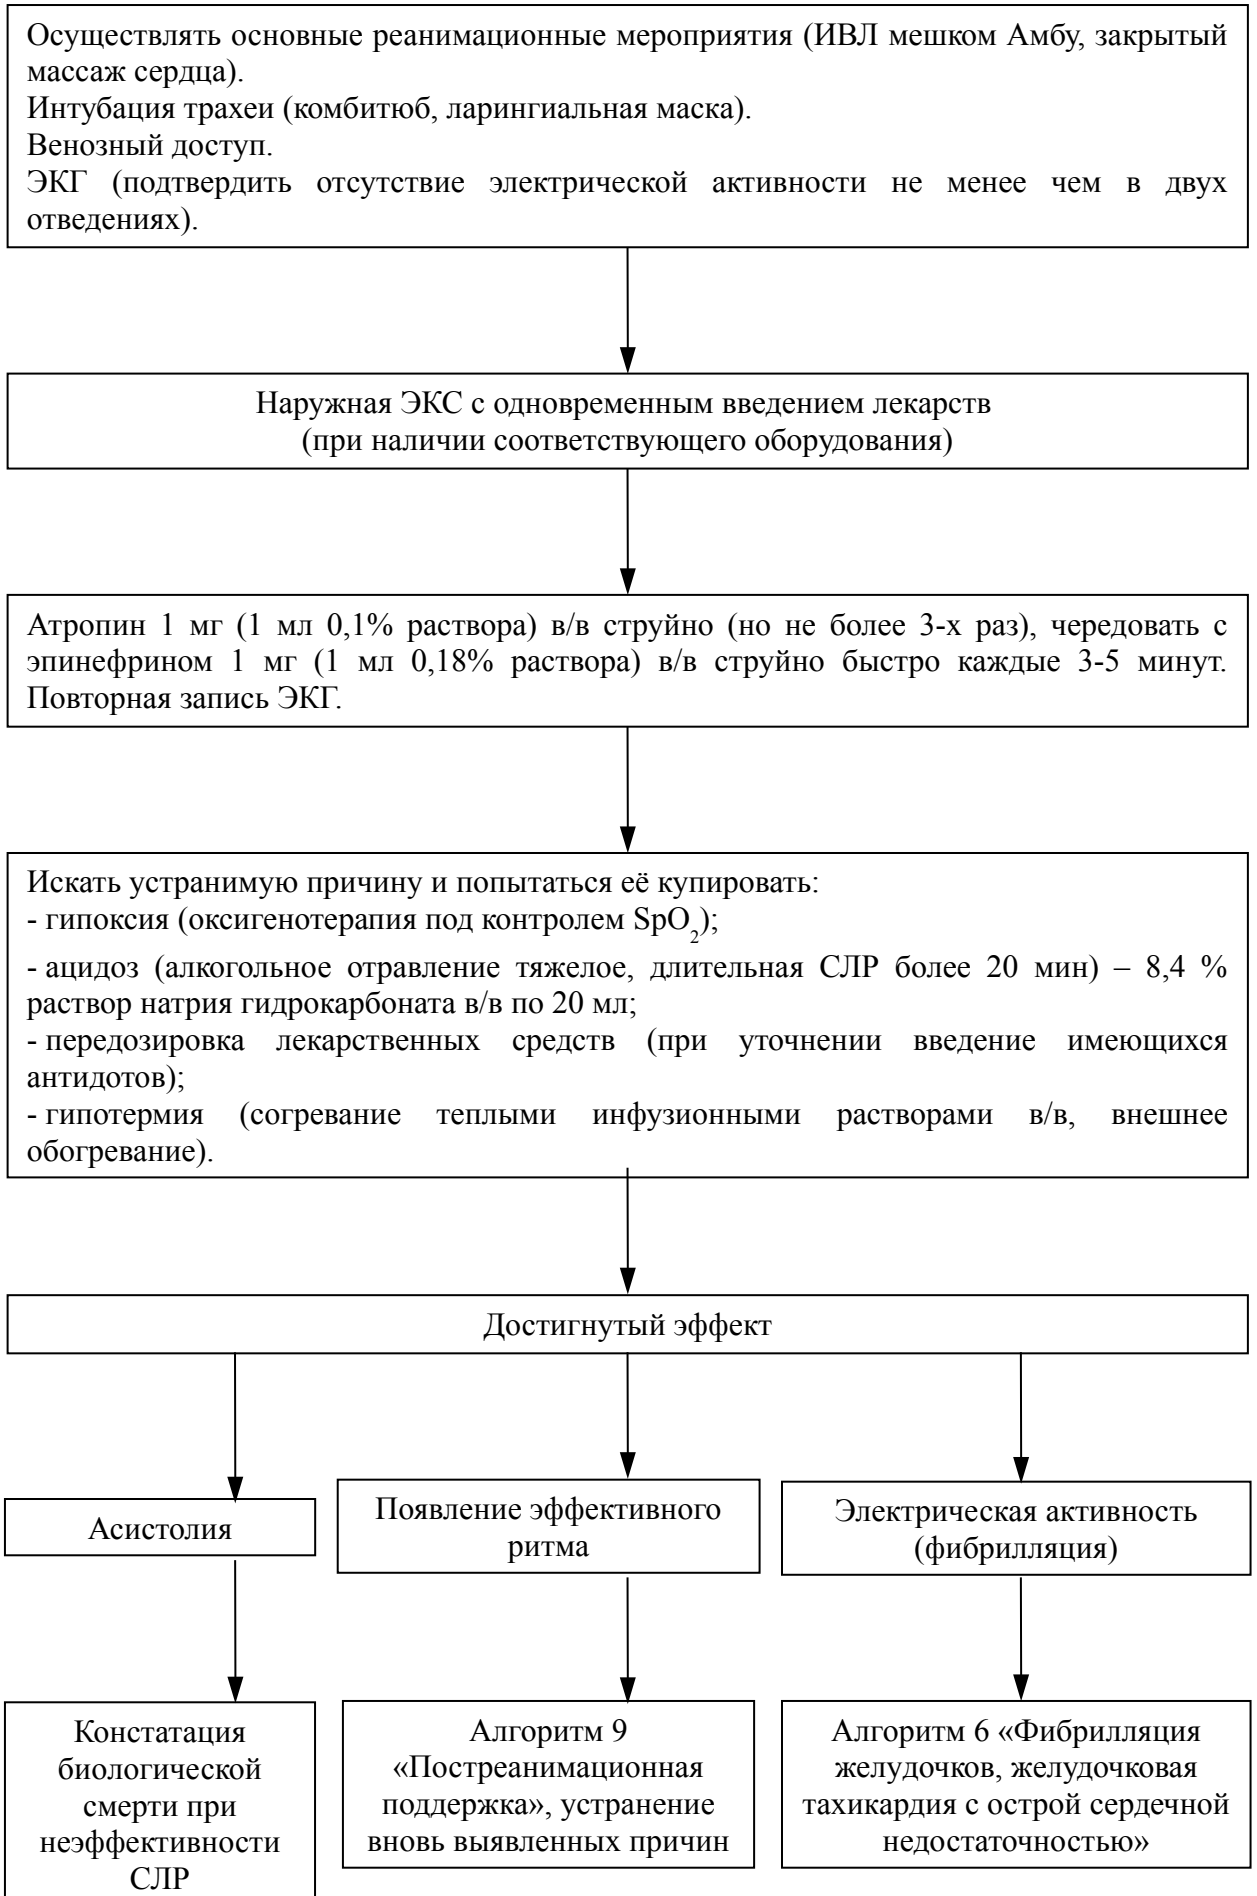 Осуществлять основные реанимационные мероприятия (ИВЛ мешком Амбу, закрытый
массаж сердца).
Интубация трахеи (комбитюб, ларингиальная маска).
Венозный доступ.
ЭКГ (подтвердить отсутствие электрической активности не менее чем в двух
отведениях).
Наружная ЭКС с одновременным введением лекарств
(при наличии соответствующего оборудования)
Атропин 1 мг (1 мл 0,1% раствора) в/в струйно (но не более 3-х раз), чередовать с
эпинефрином 1 мг (1 мл 0,18% раствора) в/в струйно быстро каждые 3-5 минут.
Повторная запись ЭКГ.
Искать устранимую причину и попытаться её купировать:
- гипоксия (оксигенотерапия под контролем SpO₂);
- ацидоз (алкогольное отравление тяжелое, длительная СЛР более 20 мин) – 8,4 %
раствор натрия гидрокарбоната в/в по 20 мл;
- передозировка лекарственных средств (при уточнении введение имеющихся
антидотов);
- гипотермия (согревание теплыми инфузионными растворами в/в, внешнее
обогревание).
Достигнутый эффект
Асистолия
Появление эффективного
ритма
Электрическая активность
(фибрилляция)
Констатация
биологической
смерти при
неэффективности
СЛР
Алгоритм 9
«Постреанимационная
поддержка», устранение
вновь выявленных причин
Алгоритм 6 «Фибрилляция
желудочков, желудочковая
тахикардия с острой сердечной
недостаточностью»